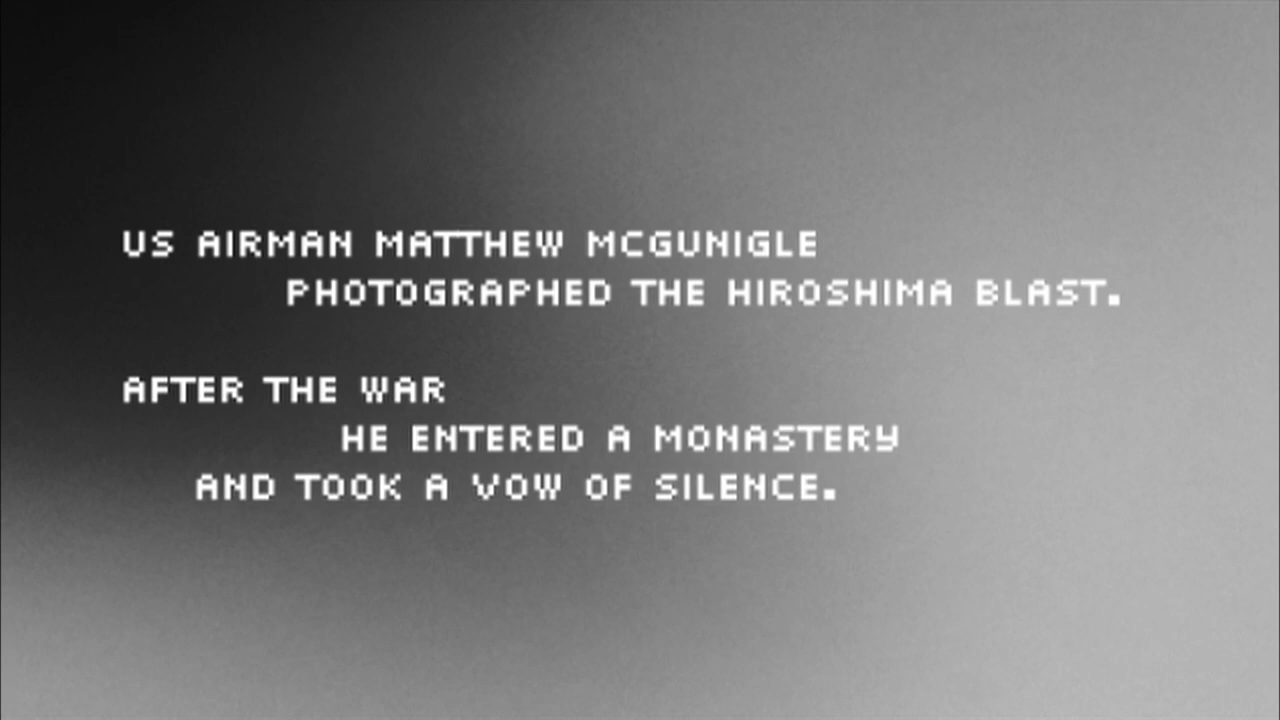 US AIRMAN MATTHEW MCGUNIGLE
PHOTOGRAPHED THE HIROSHIMA BLAST.
AFTER THE WAR
HE ENTERED A MONASTERY
AND TOOK A VOW OF SILENCE.